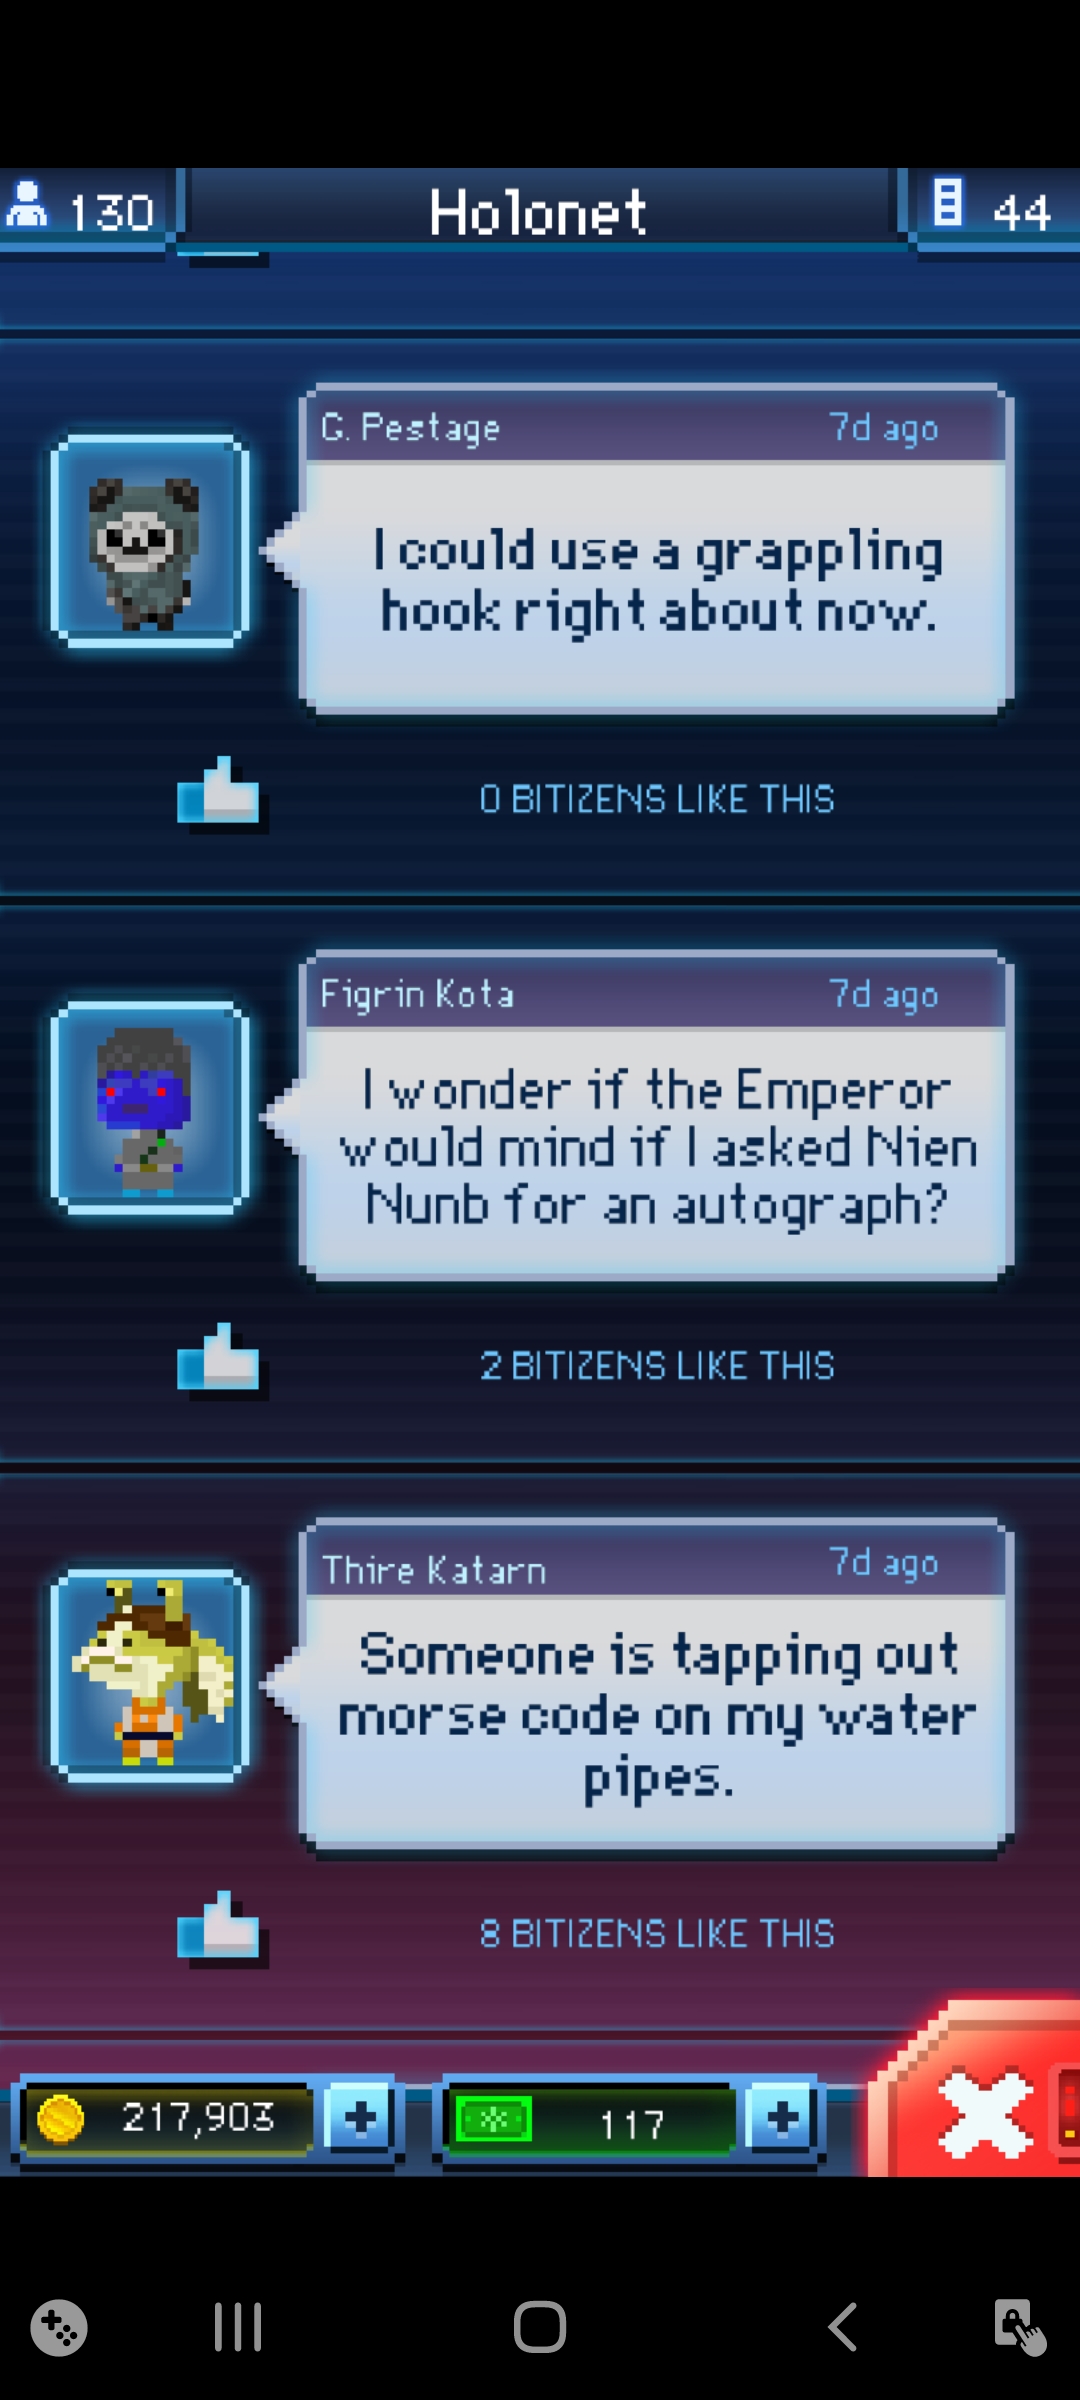 130 Holonet 44
G. Pestage 7d ago
I could use a grappling
hook right about now.
0 BITIZENS LIKE THIS
Figrin Kota 7d ago
I wonder if the Emperor
would mind if I asked Nien
Nunb for an autograph?
2 BITIZENS LIKE THIS
Thire Katarn 7d ago
Someone is tapping out
morse code on my water
pipes.
8 BITIZENS LIKE THIS
217,903 + 117 +